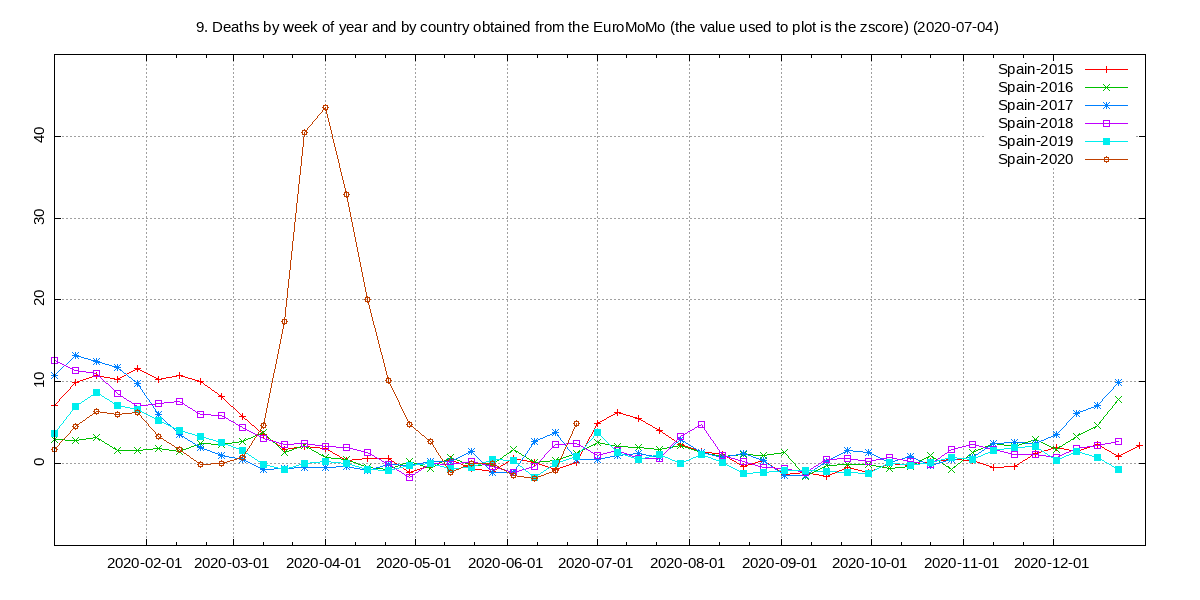 9. Deaths by week of year and by country obtained from the EuroMoMo (the value used to plot is the zscore) (2020-07-04)
Spain-2015
Spain-2016
Spain-2017
Spain-2018
Spain-2019
Spain-2020
40
30
20
10
0
2020-02-01 2020-03-01 2020-04-01 2020-05-01 2020-06-01 2020-07-01 2020-08-01 2020-09-01 2020-10-01 2020-11-01 2020-12-01